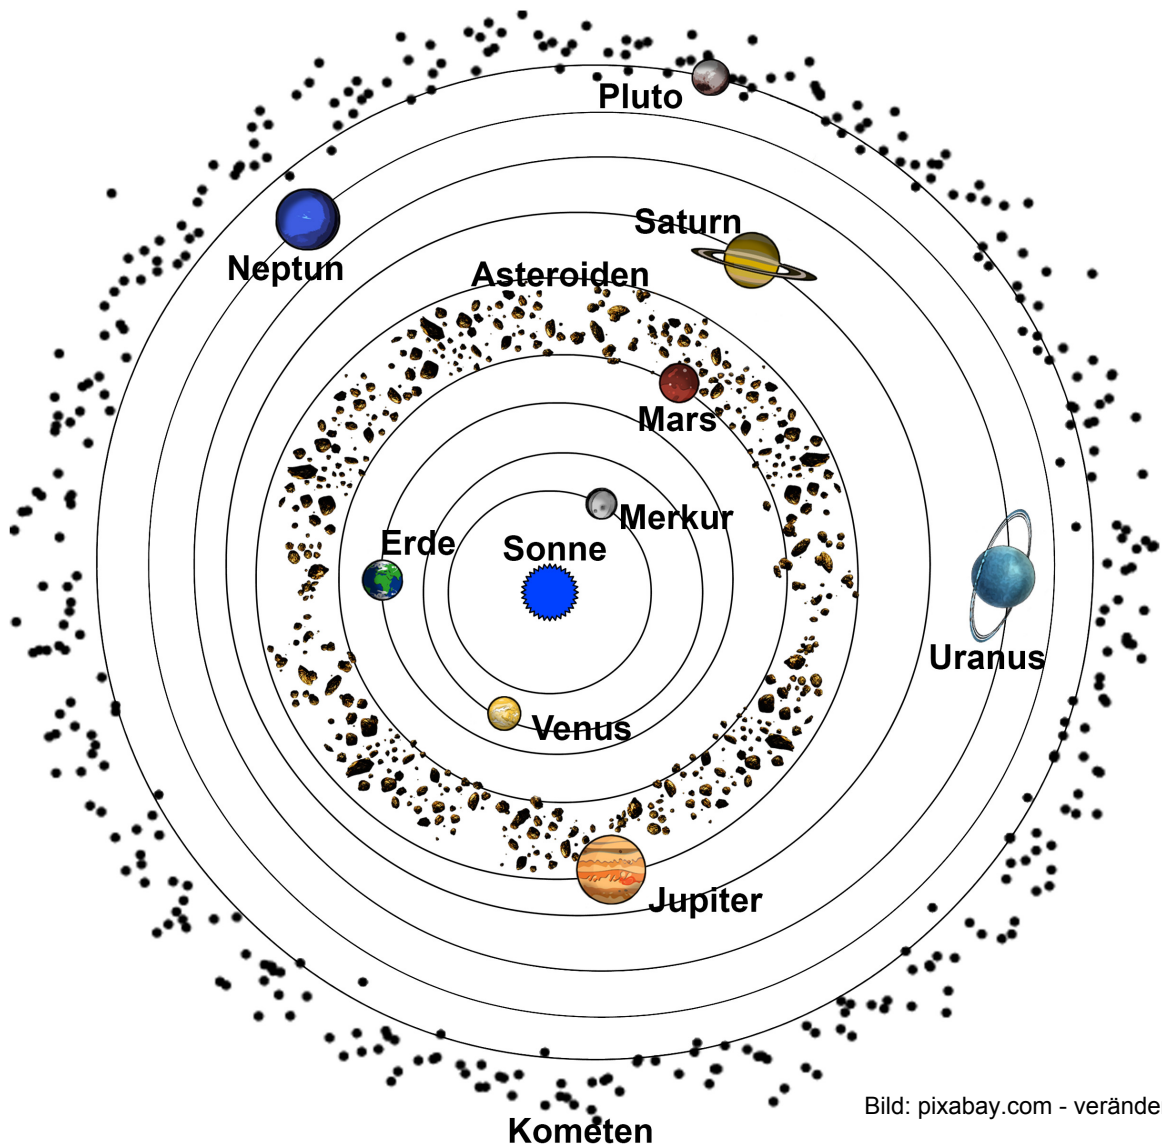 Pluto
Saturn
Neptun
Asteroiden
Mars
Merkur
Erde
Sonne
Uranus
Venus
Jupiter
Bild: pixabay.com - verände
Kometen